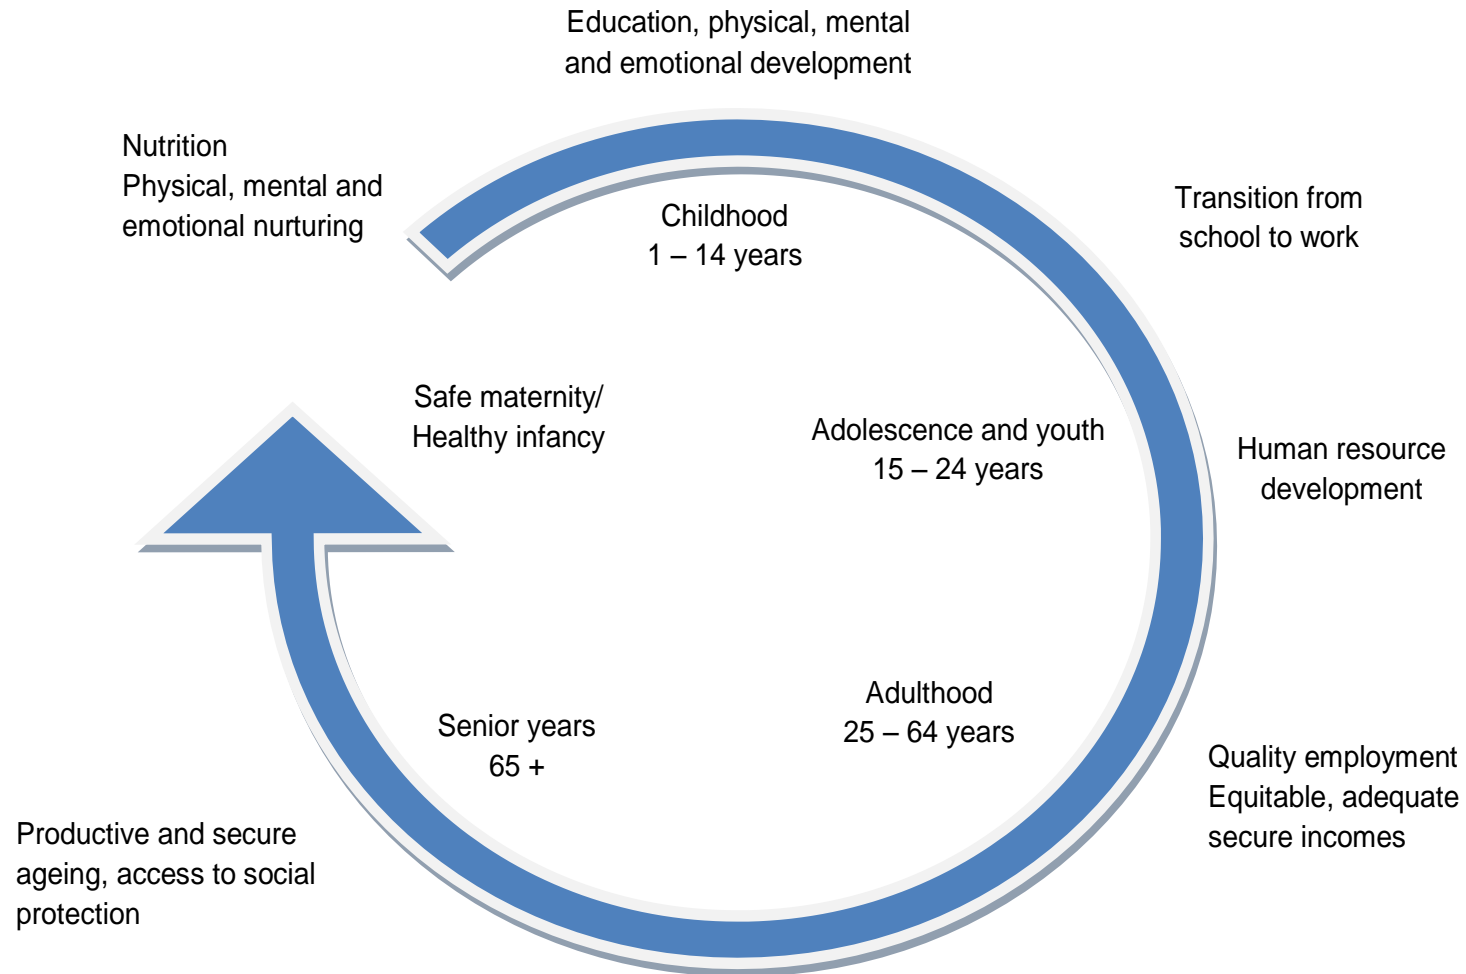 Education, physical, mental
and emotional development
Nutrition
Physical, mental and
emotional nurturing
Transition from
school to work
Childhood
1 – 14 years
Safe maternity/
Healthy infancy
Adolescence and youth
15 – 24 years
Human resource
development
Adulthood
25 – 64 years
Senior years
65 +
Quality employment
Equitable, adequate
secure incomes
Productive and secure
ageing, access to social
protection